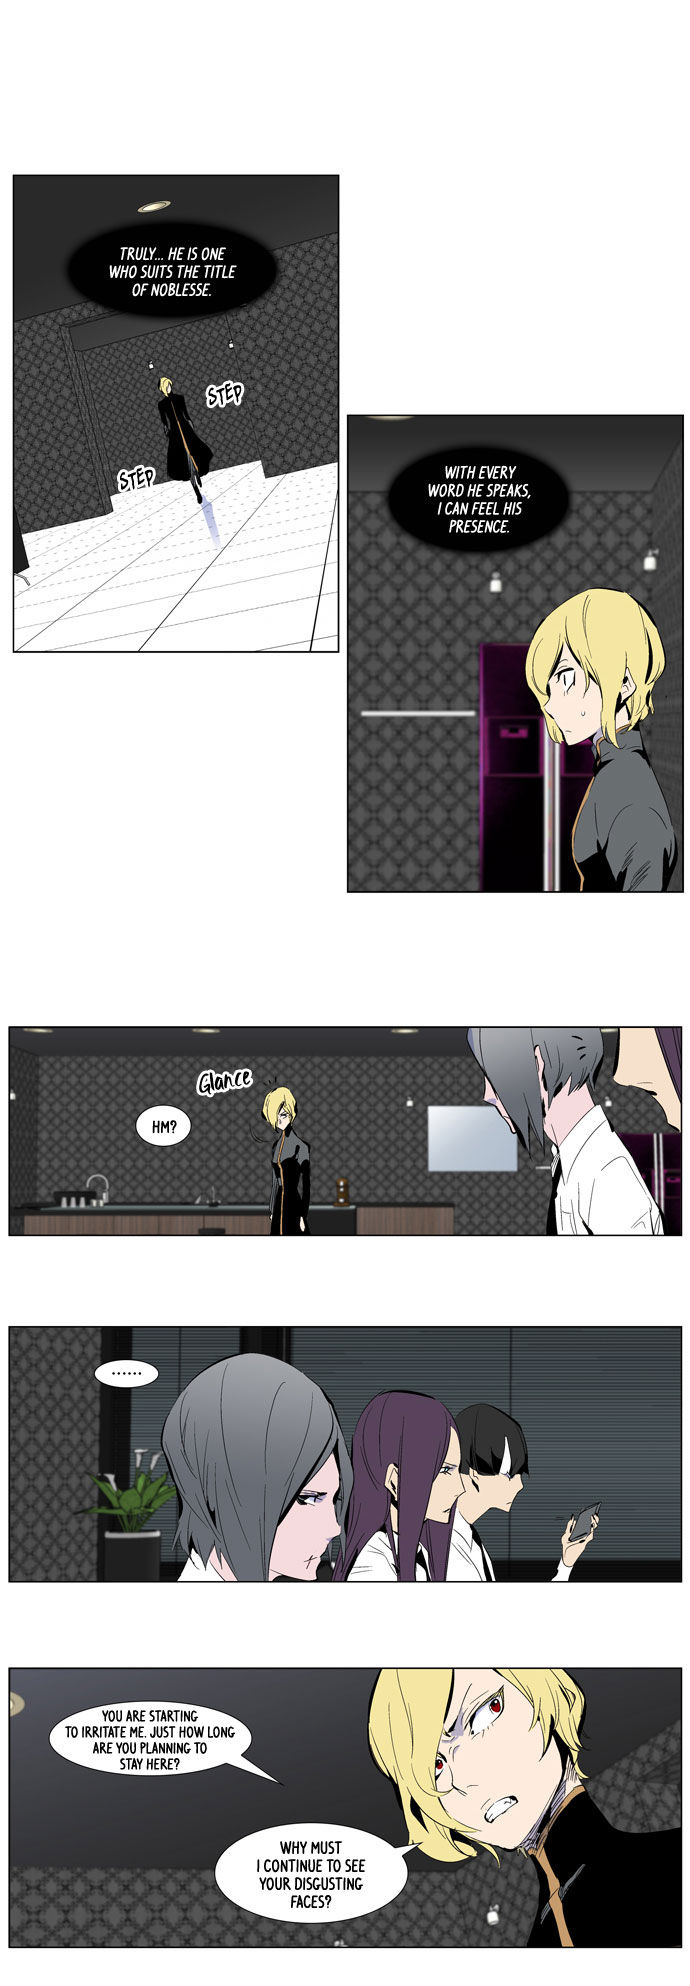 TRULY... HE IS ONE
WHO SUITS THE TITLE
OF NOBLESSE.
STEP
STEP
WITH EVERY
WORD HE SPEAKS,
I CAN FEEL HIS
PRESENCE.
Glance
HM?
......
YOU ARE STARTING
TO IRRITATE ME. JUST HOW LONG
ARE YOU PLANNING TO
STAY HERE?
WHY MUST
I CONTINUE TO SEE
YOUR DISGUSTING
FACES?